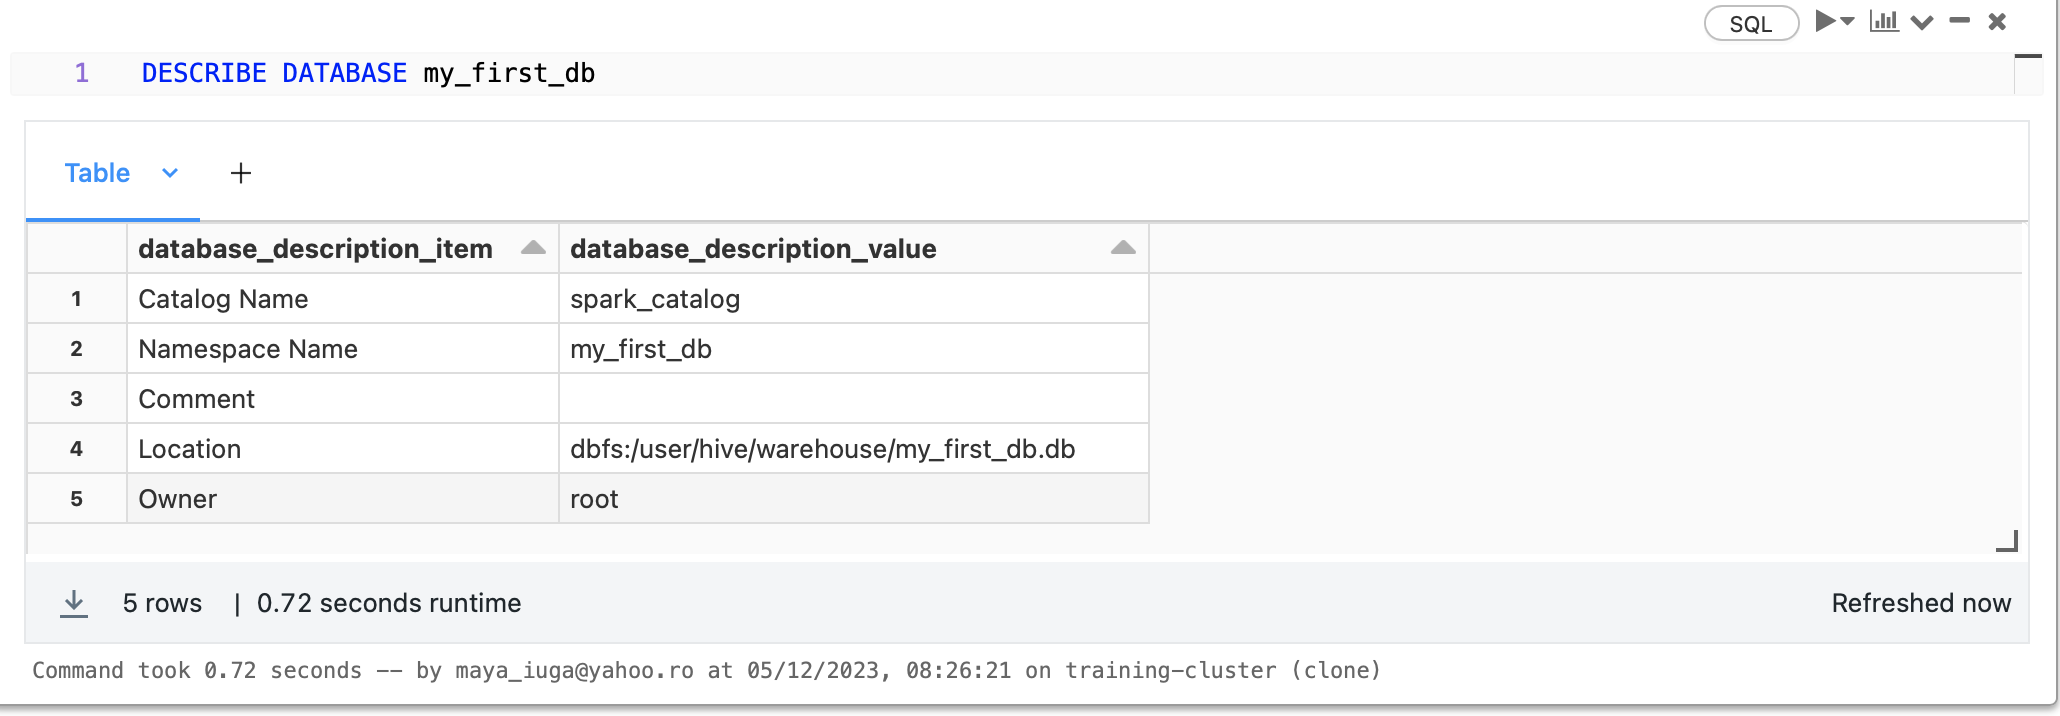 SQL
1 DESCRIBE DATABASE my_first_db
Table
database_description_item database_description_value
1 Catalog Name spark_catalog
2 Namespace Name my_first_db
3 Comment
4 Location dbfs:/user/hive/warehouse/my_first_db.db
5 Owner root
5 rows | 0.72 seconds runtime Refreshed now
Command took 0.72 seconds -- by maya_iuga@yahoo.ro at 05/12/2023, 08:26:21 on training-cluster (clone)